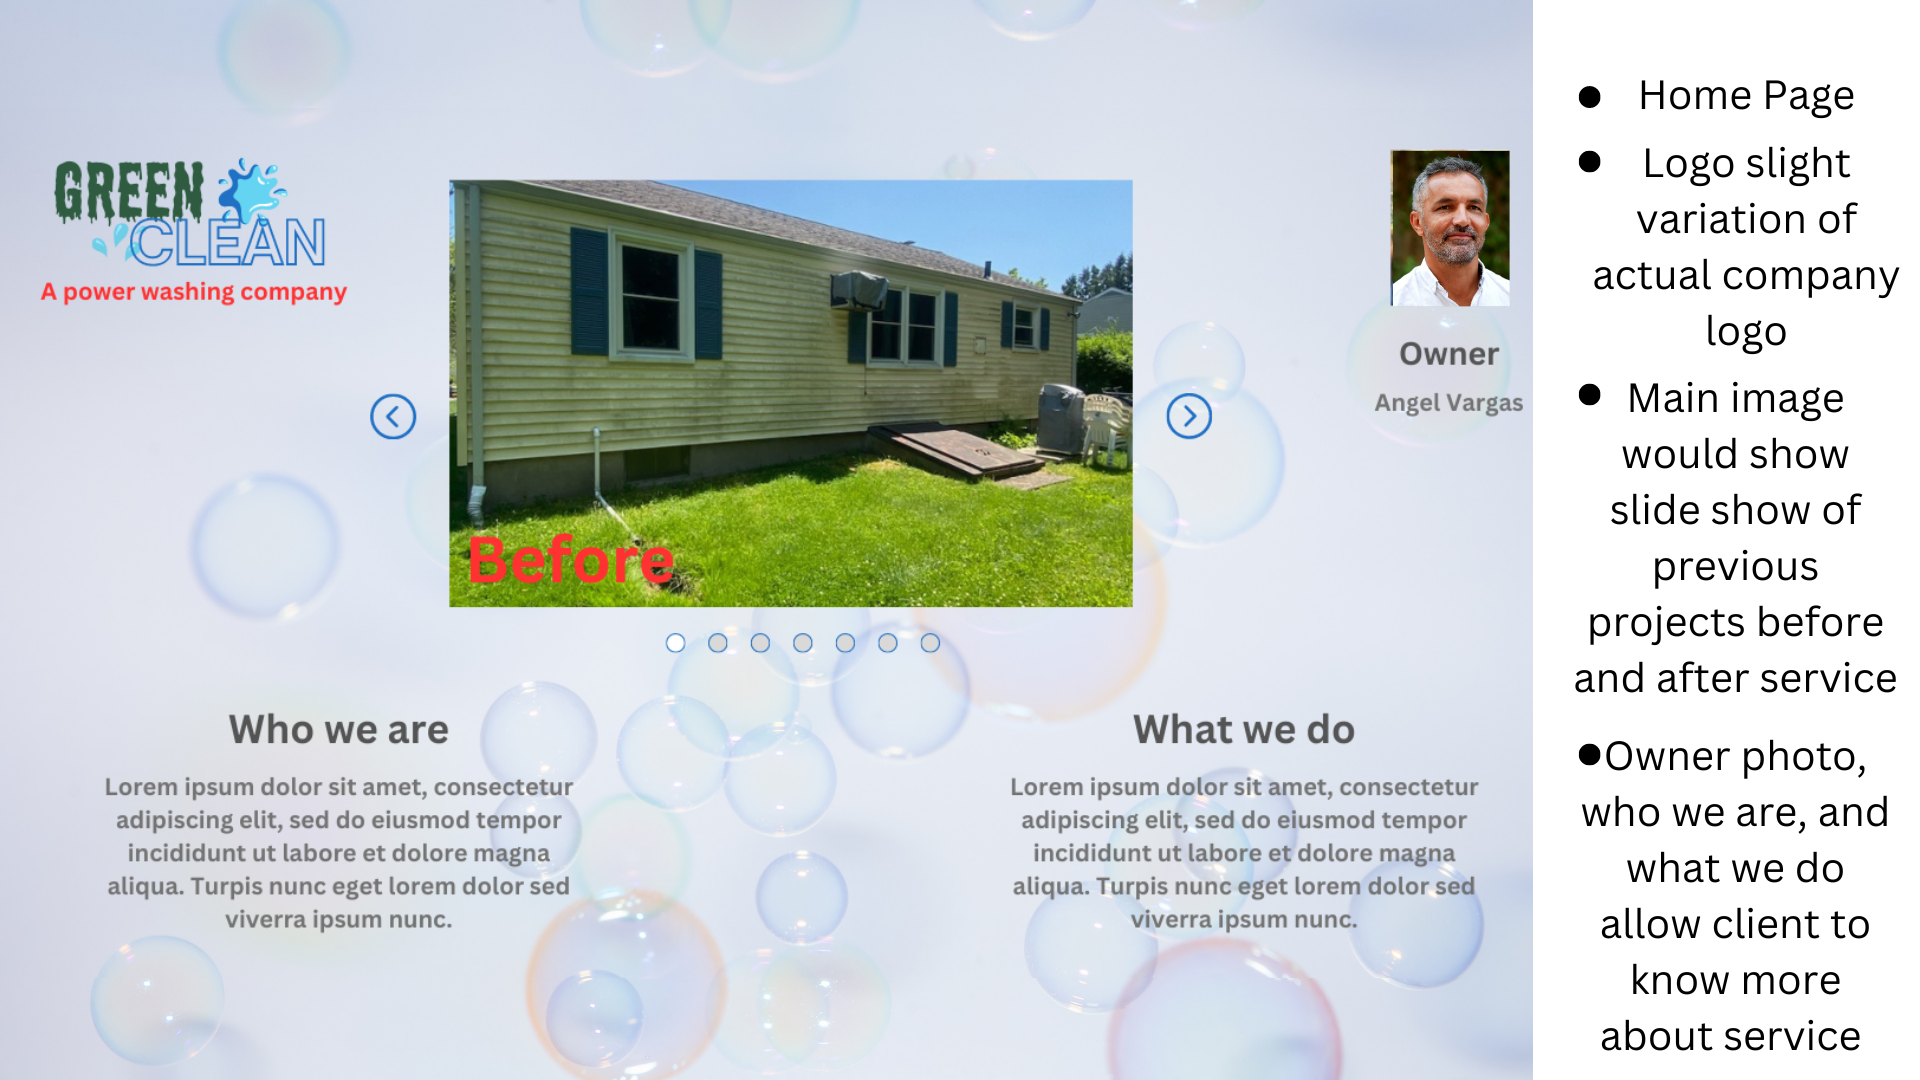 GREEN
CLEAN
A power washing company
Before
Owner
Angel Vargas
Who we are
Lorem ipsum dolor sit amet, consectetur
adipiscing elit, sed do eiusmod tempor
incididunt ut labore et dolore magna
aliqua. Turpis nunc eget lorem dolor sed
viverra ipsum nunc.
What we do
Lorem ipsum dolor sit amet, consectetur
adipiscing elit, sed do eiusmod tempor
incididunt ut labore et dolore magna
aliqua. Turpis nunc eget lorem dolor sed
viverra ipsum nunc.
● Home Page
● Logo slight
variation of
actual company
logo
● Main image
would show
slide show of
previous
projects before
and after service
●Owner photo,
who we are, and
what we do
allow client to
know more
about service